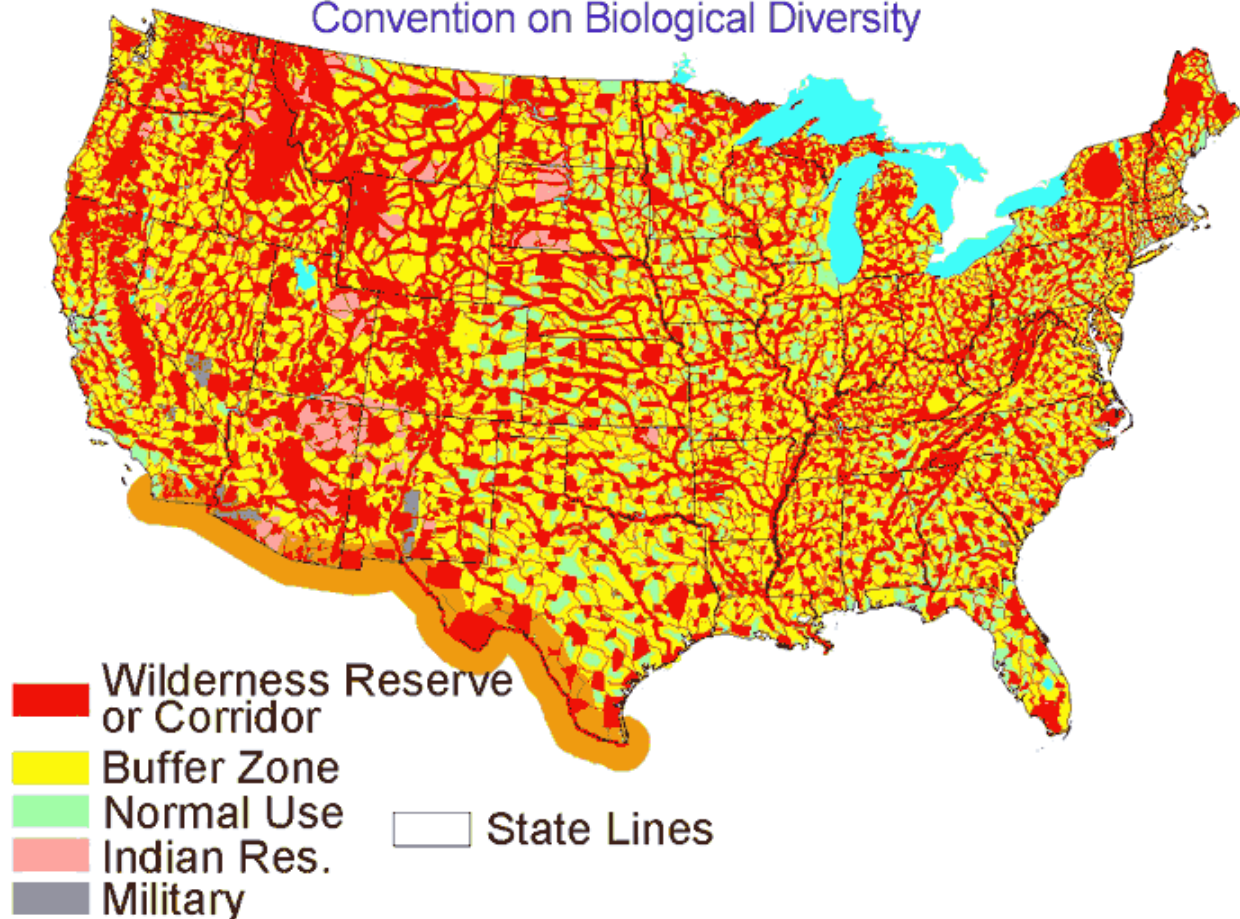 Convention on Biological Diversity
Wilderness Reserve
or Corridor
Buffer Zone
Normal Use
State Lines
Indian Res.
Military